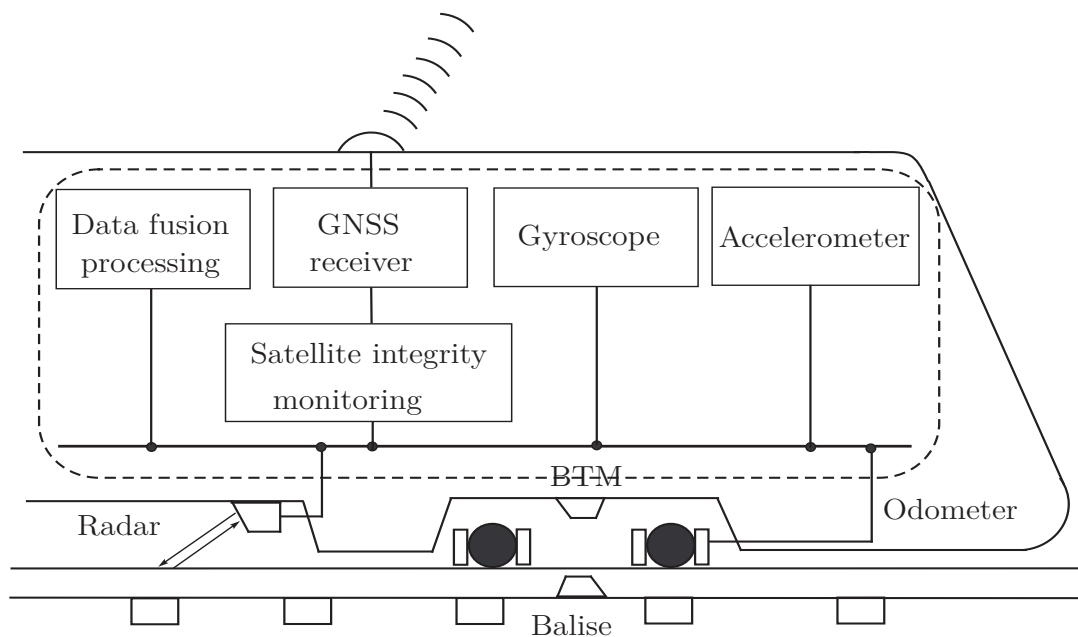 Data fusion
processing
GNSS
receiver
Gyroscope
Accelerometer
Satellite integrity
monitoring
BTM
Radar
Odometer
Balise